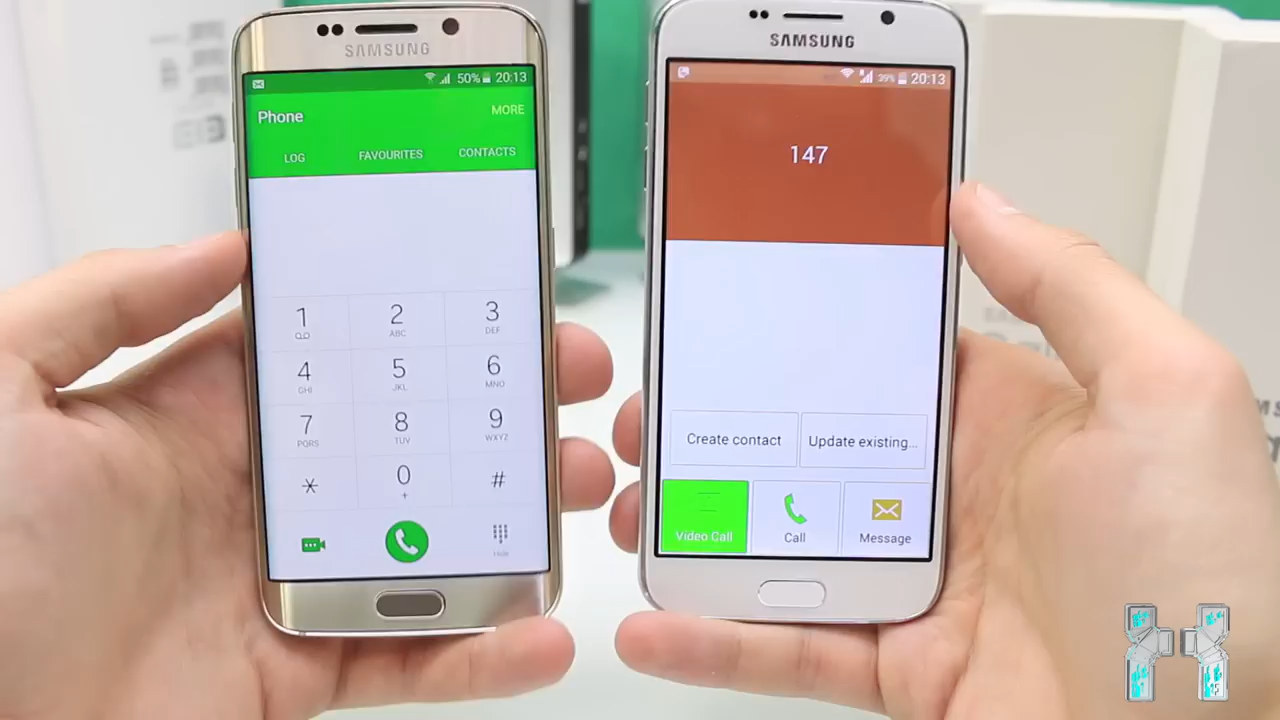 SAMSUNG
50% 20:13
Phone
MORE
LOG FAVOURITES CONTACTS
1 2 3
ABC DEF
4 5 6
GHI JKL MNO
7 8 9
PQRS TUV WXYZ
* 0 #
+
Hide
SAMSUNG
39% 20:13
147
Create contact Update existing...
Video Call Call Message